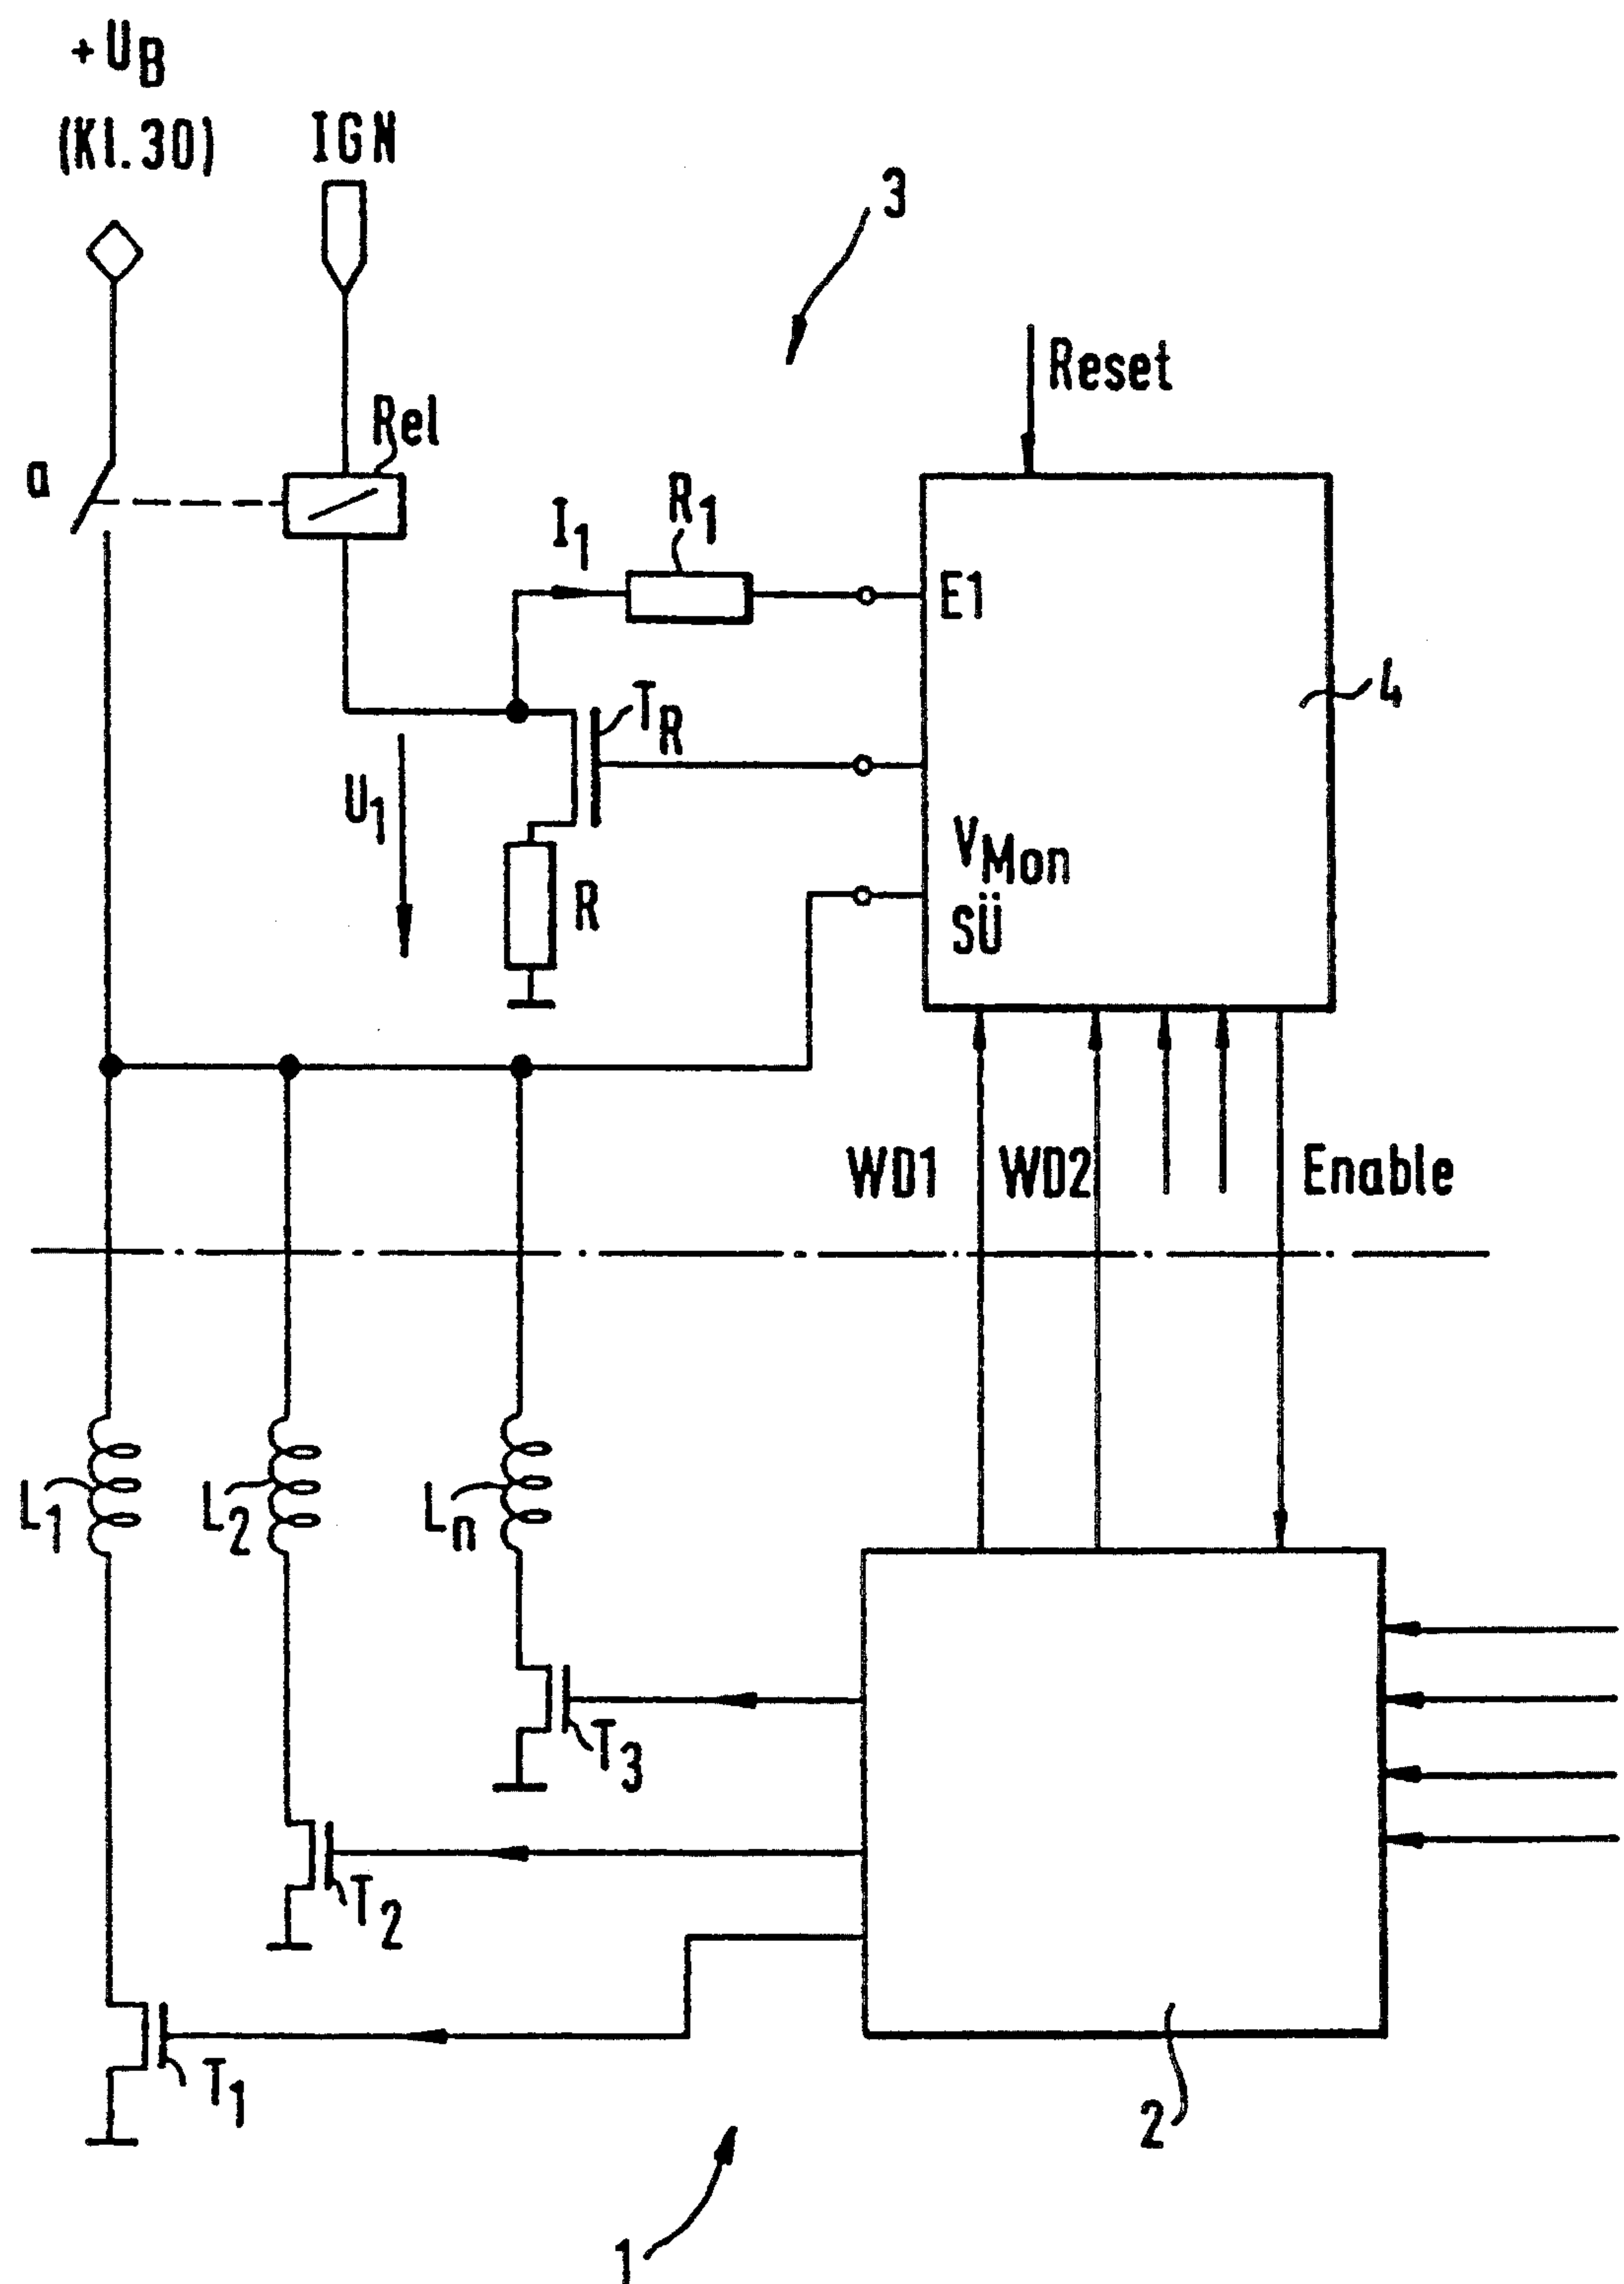 +U_B
(Kl.30)
IGN
3
Reset
Rel
a
I_1
R_1
E1
4
T_R
U_1
V_Mon
R
SÜ
WD1
WD2
Enable
L_1
L_2
L_n
T_3
T_2
T_1
2
1